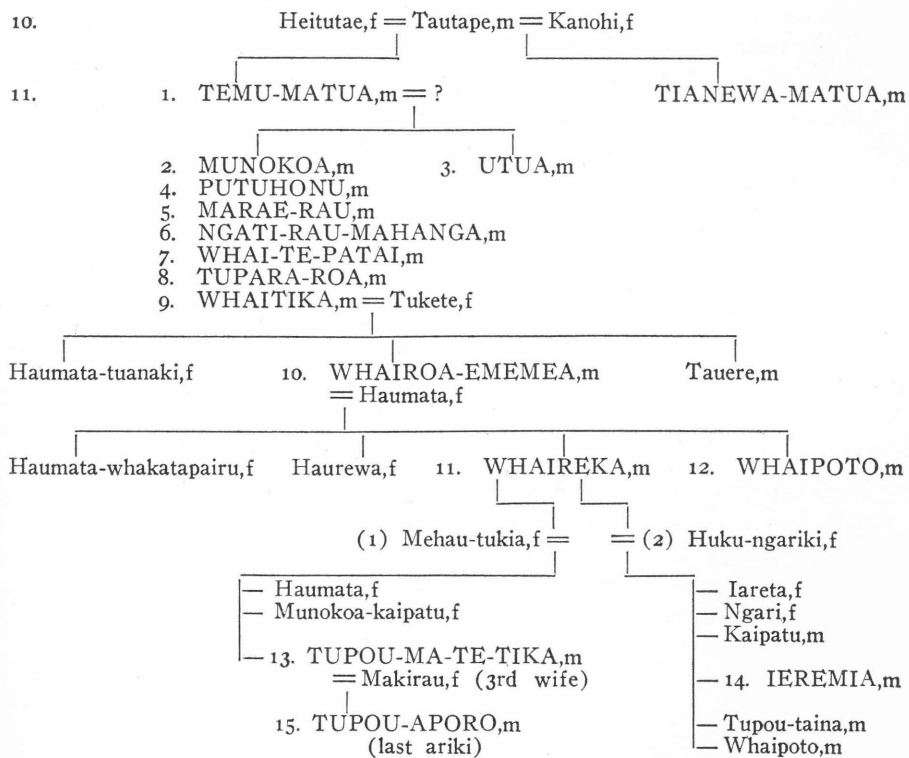 10. Heitutae,f = Tautape,m = Kanohi,f
11. 1. TEMU-MATUA,m = ? TIANEWA-MATUA,m
2. MUNOKOA,m 3. UTUA,m
4. PUTUHONU,m
5. MARAE-RAU,m
6. NGATI-RAU-MAHANGA,m
7. WHAI-TE-PATAI,m
8. TUPARA-ROA,m
9. WHAITIKA,m = Tukete,f
Haumata-tuanaki,f 10. WHAIROA-EMEMEA,m Tauere,m
= Haumata,f
Haumata-whakatapairu,f Haurewa,f 11. WHAIREKA,m 12. WHAIPOTO,m
(1) Mehau-tukia,f = = (2) Huku-ngariki,f
— Haumata,f — Iareta,f
— Munokoa-kaipatu,f — Ngari,f
— Kaipatu,m
— 13. TUPOU-MA-TE-TIKA,m — 14. IEREMIA,m
= Makirau,f (3rd wife)
15. TUPOU-APORO,m — Tupou-taina,m
(last ariki) — Whaipoto,m